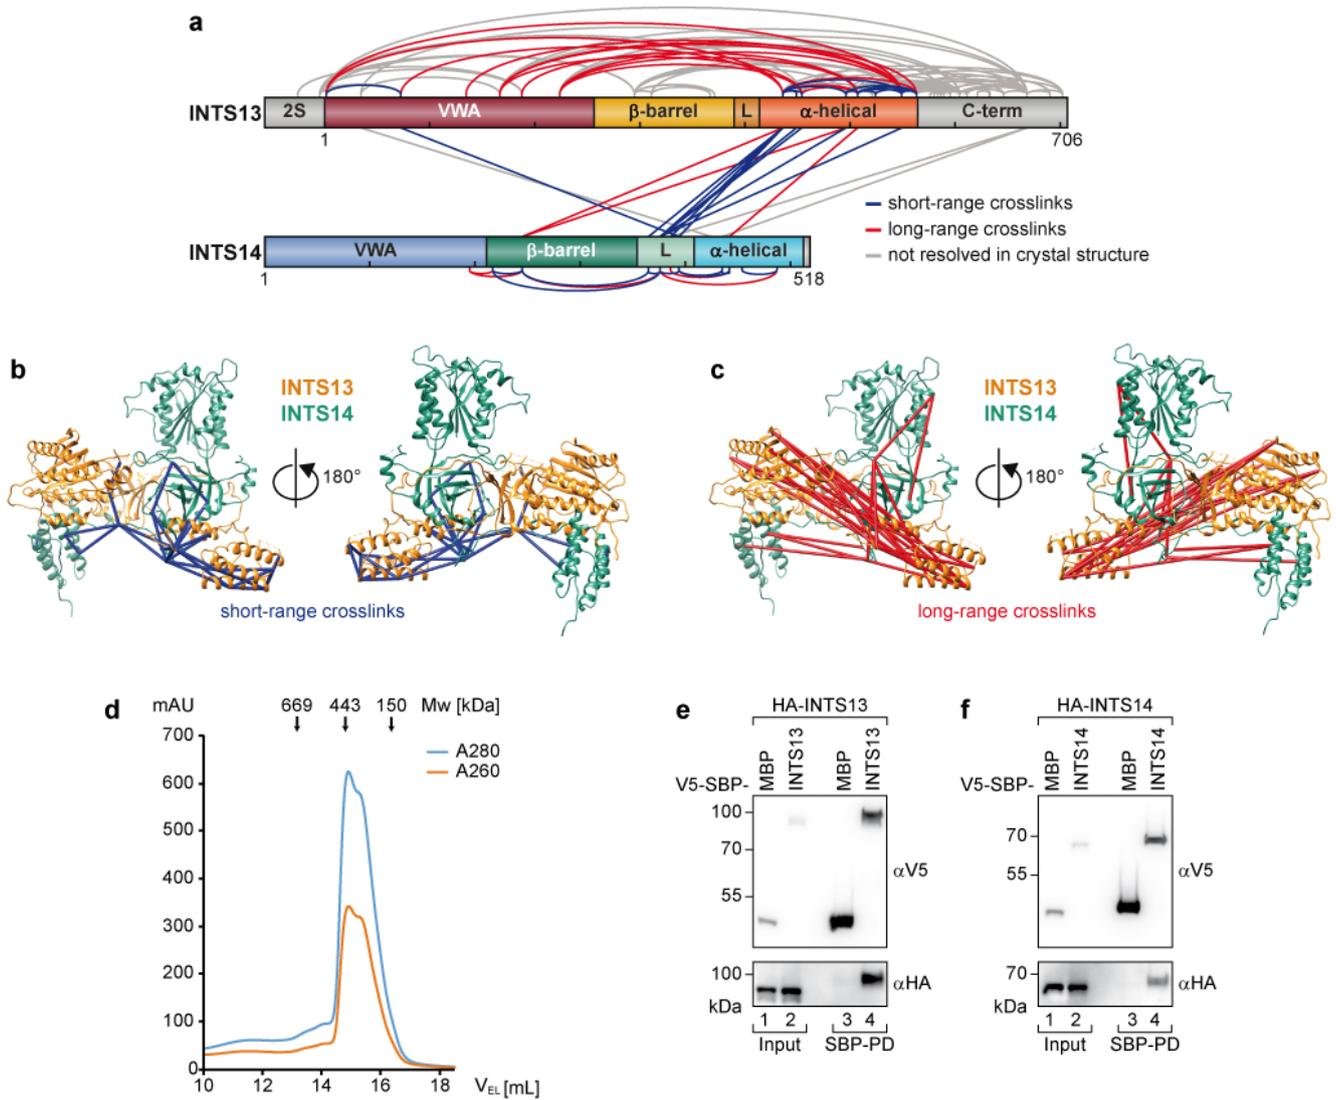 a
INTS13 2S VWA β-barrel L α-helical C-term
1 706
short-range crosslinks
long-range crosslinks
not resolved in crystal structure
INTS14 VWA β-barrel L α-helical
1 518
b
INTS13
INTS14
180°
short-range crosslinks
c
INTS13
INTS14
180°
long-range crosslinks
d
mAU 669 443 150 Mw [kDa]
700
600
500
400
300
200
100
0
A280
A260
10 12 14 16 18 VEL [mL]
e
HA-INTS13
V5-SBP- MBP INTS13 MBP INTS13
100
70
55
αV5
100
kDa
αHA
1 2 3 4
Input SBP-PD
f
HA-INTS14
V5-SBP- MBP INTS14 MBP INTS14
70
55
αV5
70
kDa
αHA
1 2 3 4
Input SBP-PD